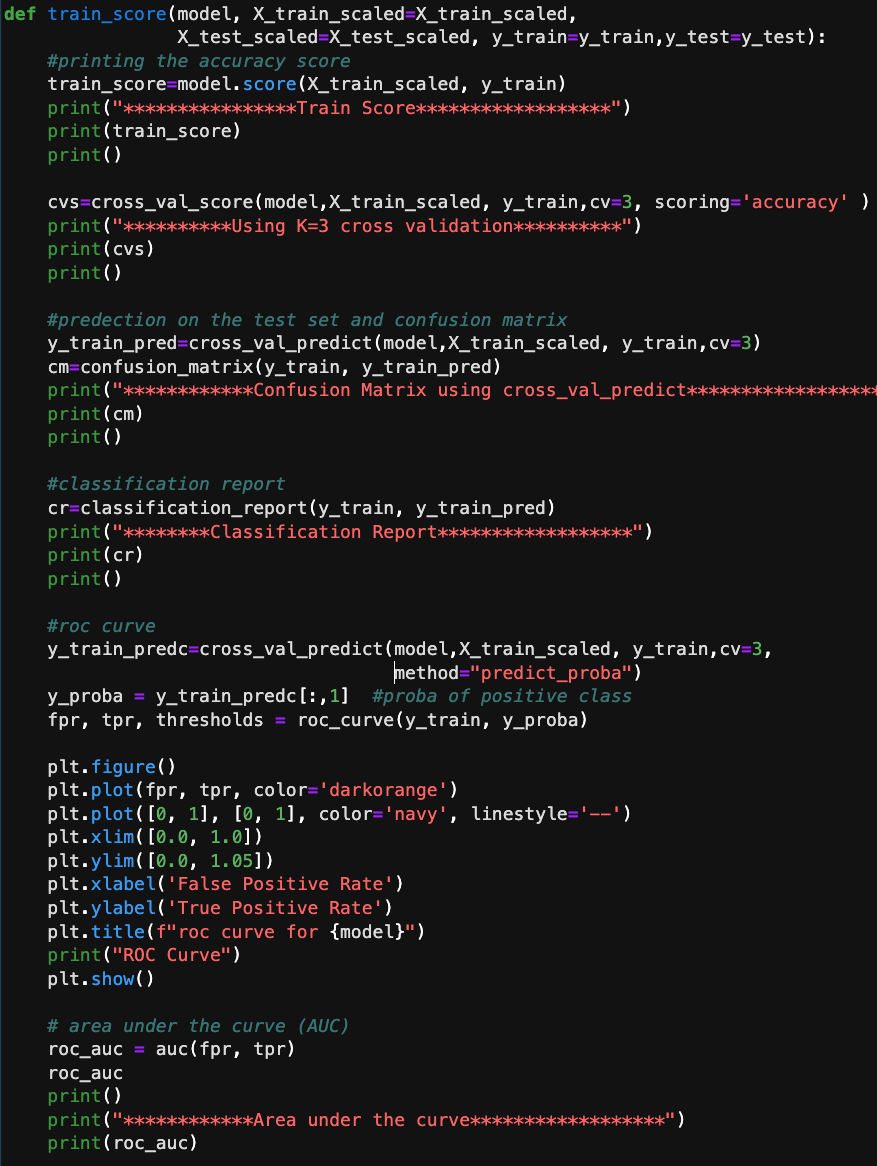 def train_score(model, X_train_scaled=X_train_scaled,
                X_test_scaled=X_test_scaled, y_train=y_train,y_test=y_test):
    #printing the accuracy score
    train_score=model.score(X_train_scaled, y_train)
    print("****************Train Score******************")
    print(train_score)
    print()

    cvs=cross_val_score(model,X_train_scaled, y_train,cv=3, scoring='accuracy' )
    print("**********Using K=3 cross validation**********")
    print(cvs)
    print()

    #predection on the test set and confusion matrix
    y_train_pred=cross_val_predict(model,X_train_scaled, y_train,cv=3)
    cm=confusion_matrix(y_train, y_train_pred)
    print("************Confusion Matrix using cross_val_predict******************
    print(cm)
    print()

    #classification report
    cr=classification_report(y_train, y_train_pred)
    print("********Classification Report******************")
    print(cr)
    print()

    #roc curve
    y_train_predc=cross_val_predict(model,X_train_scaled, y_train,cv=3,
                                    method="predict_proba")
    y_proba = y_train_predc[:,1]  #proba of positive class
    fpr, tpr, thresholds = roc_curve(y_train, y_proba)

    plt.figure()
    plt.plot(fpr, tpr, color='darkorange')
    plt.plot([0, 1], [0, 1], color='navy', linestyle='--')
    plt.xlim([0.0, 1.0])
    plt.ylim([0.0, 1.05])
    plt.xlabel('False Positive Rate')
    plt.ylabel('True Positive Rate')
    plt.title(f"roc curve for {model}")
    print("ROC Curve")
    plt.show()

    # area under the curve (AUC)
    roc_auc = auc(fpr, tpr)
    roc_auc
    print()
    print("************Area under the curve******************")
    print(roc_auc)